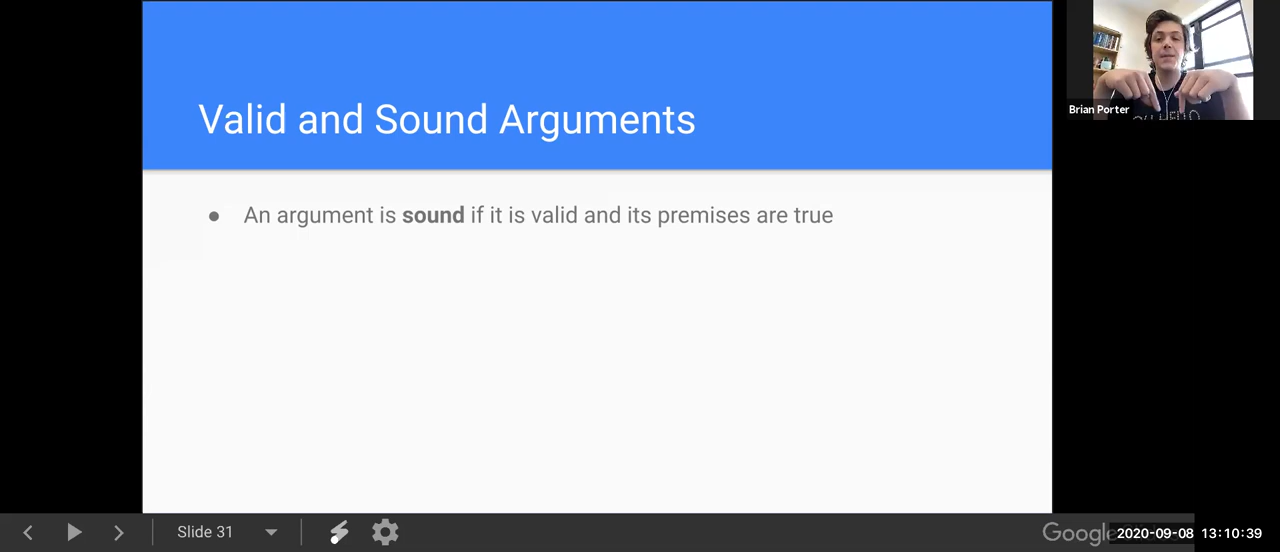 Valid and Sound Arguments
● An argument is sound if it is valid and its premises are true
Brian Porter
HELLO
Slide 31
Google
2020-09-08 13:10:39